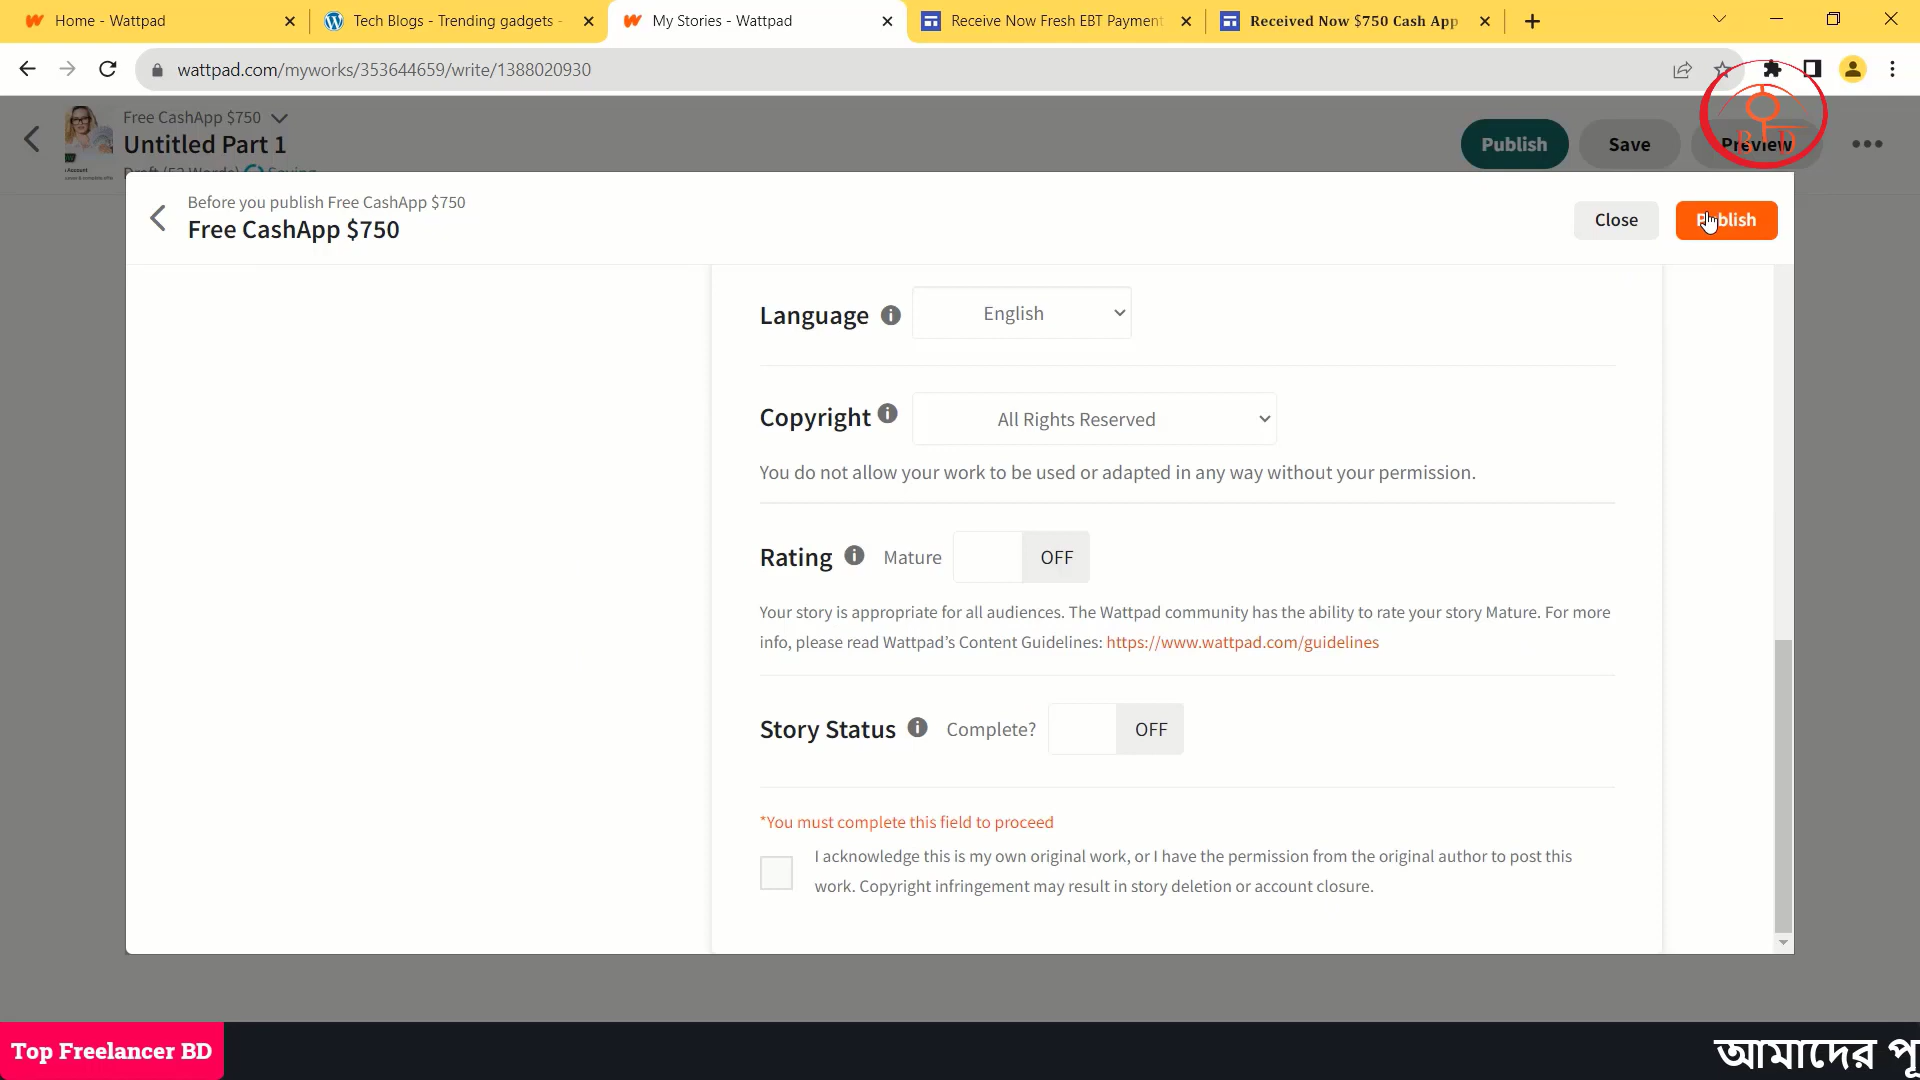 Home - Wattpad
Tech Blogs - Trending gadgets -
My Stories - Wattpad
Receive Now Fresh EBT Payment
Received Now $750 Cash App
wattpad.com/myworks/353644659/write/1388020930
Free CashApp $750
Untitled Part 1
Publish
Save
Preview
Before you publish Free CashApp $750
Free CashApp $750
Close
Publish
Language
English
Copyright
All Rights Reserved
You do not allow your work to be used or adapted in any way without your permission.
Rating
Mature
OFF
Your story is appropriate for all audiences. The Wattpad community has the ability to rate your story Mature. For more
info, please read Wattpad's Content Guidelines: https://www.wattpad.com/guidelines
Story Status
Complete?
OFF
*You must complete this field to proceed
I acknowledge this is my own original work, or I have the permission from the original author to post this
work. Copyright infringement may result in story deletion or account closure.
Top Freelancer BD
আমাদের